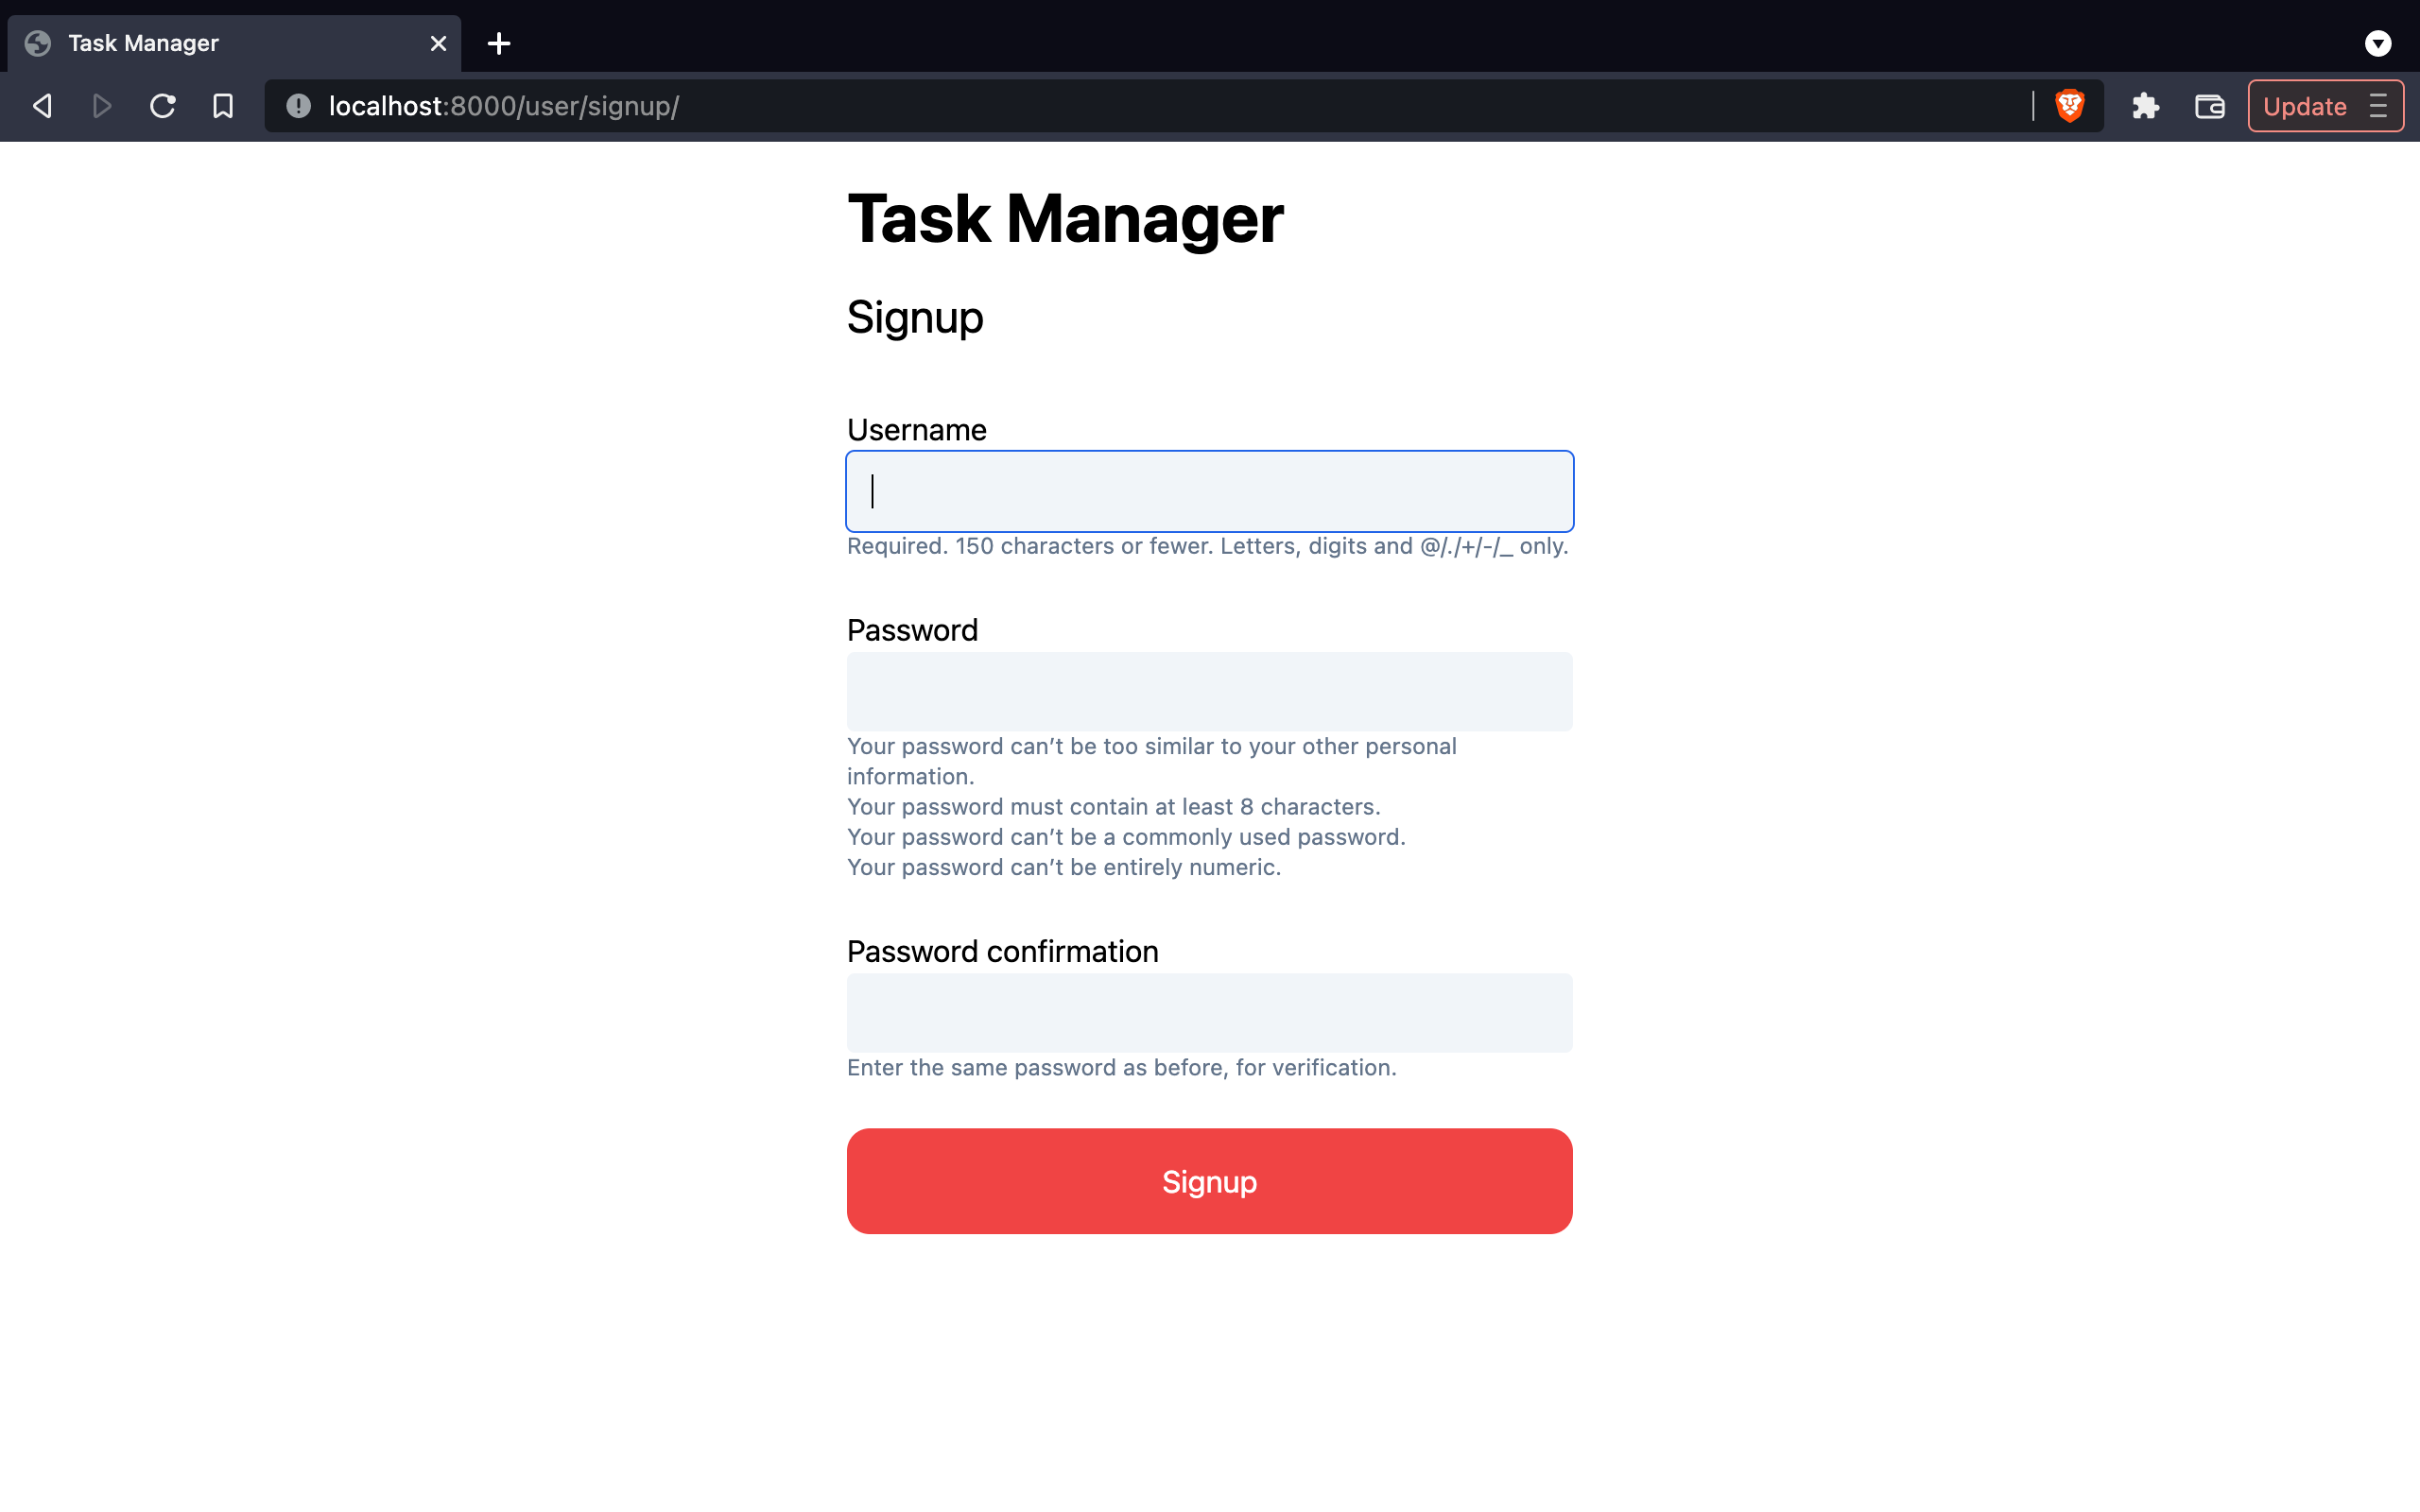 Task Manager
localhost:8000/user/signup/
Update
Task Manager
Signup
Username
Required. 150 characters or fewer. Letters, digits and @/./+/-/_ only.
Password
Your password can’t be too similar to your other personal
information.
Your password must contain at least 8 characters.
Your password can’t be a commonly used password.
Your password can’t be entirely numeric.
Password confirmation
Enter the same password as before, for verification.
Signup